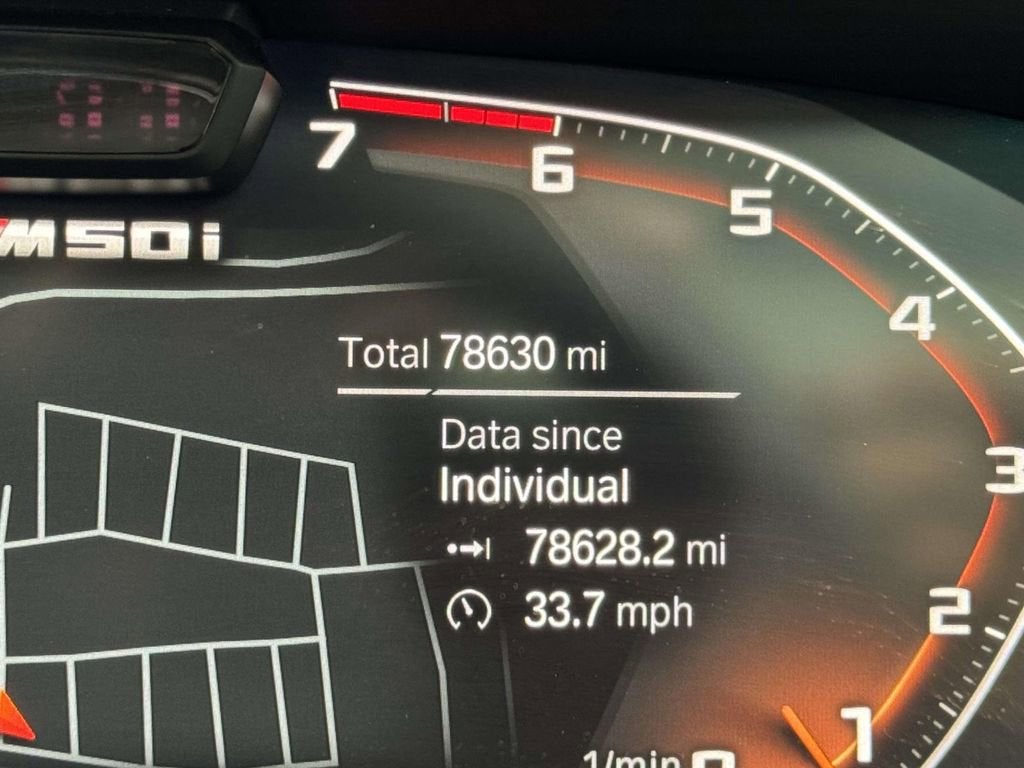 7
6
5
M50i
4
Total 78630 mi
Data since
Individual
3
78628.2 mi
33.7 mph
2
1
1/min 0